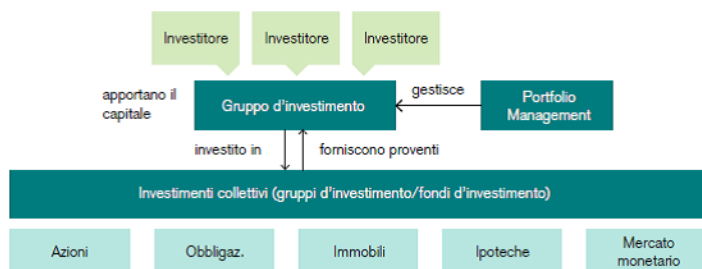 Investitore
Investitore
Investitore
apportano il
capitale
Gruppo d'investimento
gestisce
Portfolio
Management
investito in
forniscono proventi
Investimenti collettivi (gruppi d'investimento/fondi d'investimento)
Azioni
Obbligaz.
Immobili
Ipoteche
Mercato
monetario